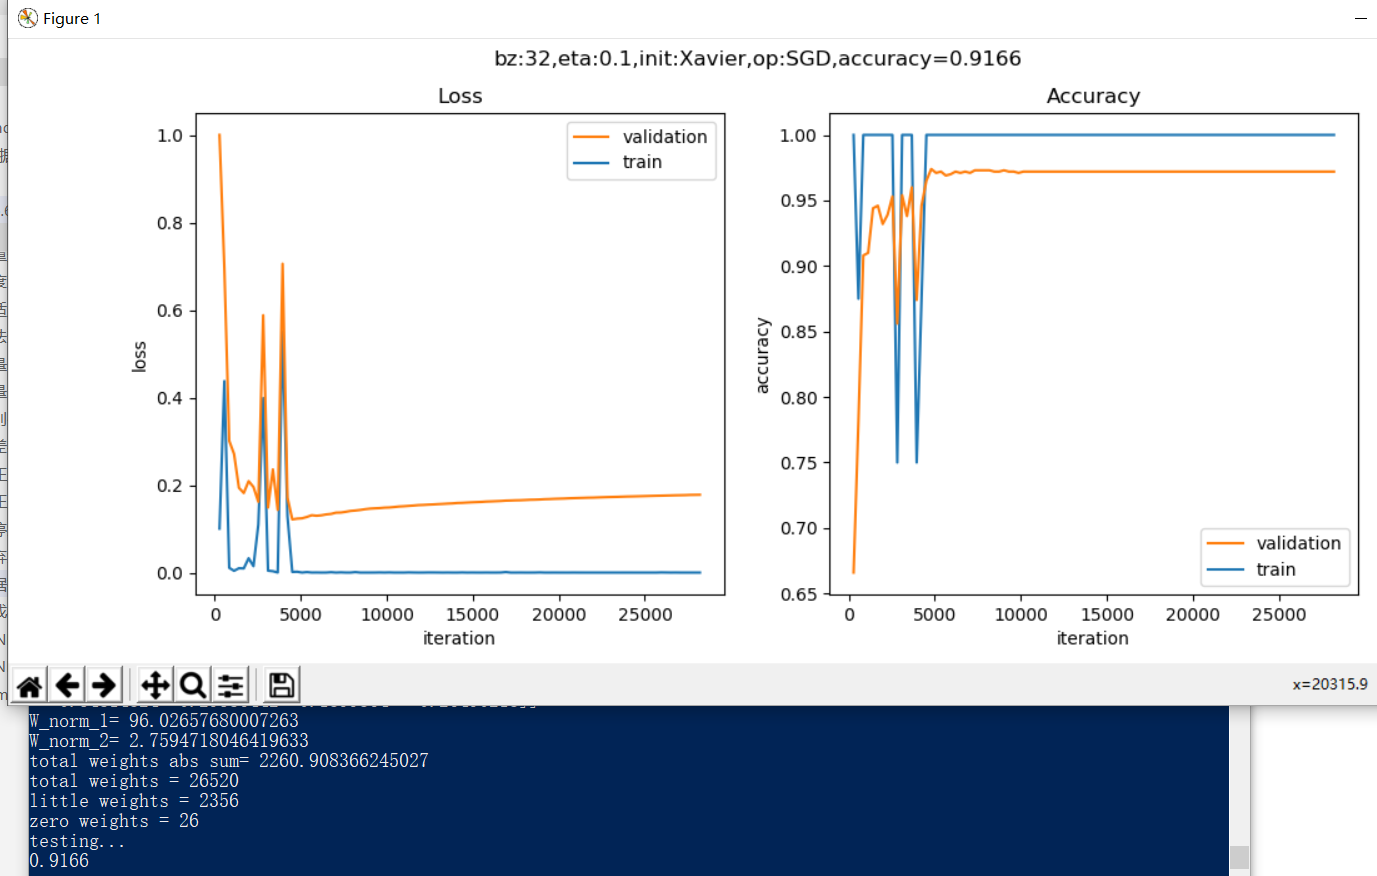 Figure 1
bz:32,eta:0.1,init:Xavier,op:SGD,accuracy=0.9166
Loss
Accuracy
validation
train
1.0
0.8
0.6
0.4
0.2
0.0
loss
0
5000
10000
15000
20000
25000
iteration
1.00
0.95
0.90
0.85
0.80
0.75
0.70
0.65
accuracy
validation
train
0
5000
10000
15000
20000
25000
iteration
x=20315.9
W_norm_1= 96.02657680007263
W_norm_2= 2.7594718046419633
total weights abs sum= 2260.908366245027
total weights = 26520
little weights = 2356
zero weights = 26
testing...
0.9166